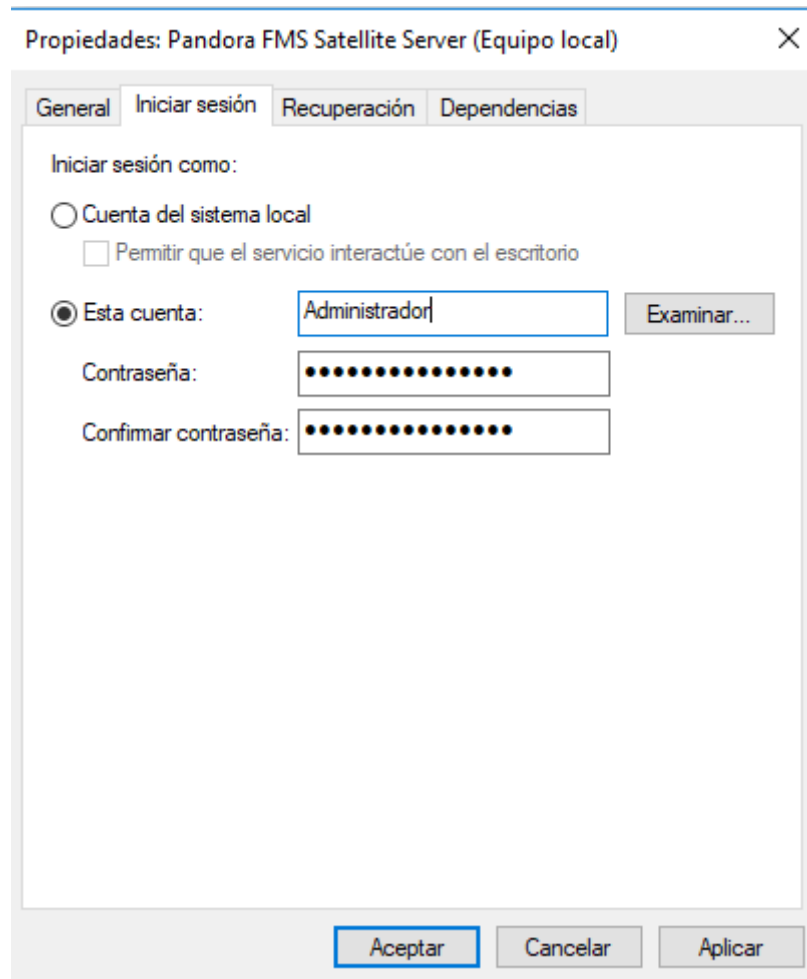 Propiedades: Pandora FMS Satellite Server (Equipo local)
General Iniciar sesión Recuperación Dependencias
Iniciar sesión como:
Cuenta del sistema local
Permitir que el servicio interactúe con el escritorio
Esta cuenta: Administrador Examinar...
Contraseña: •••••••••••••••
Confirmar contraseña: •••••••••••••••
Aceptar Cancelar Aplicar